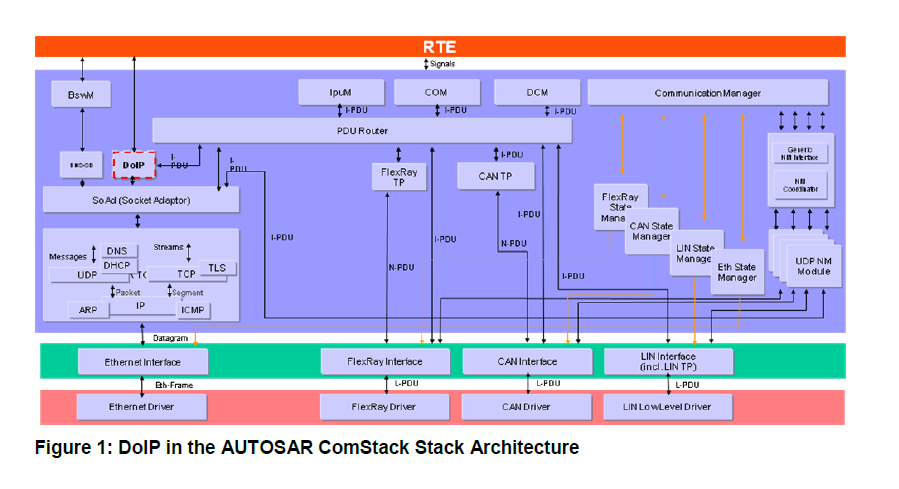 RTE
Signals
BswM
IpuM
COM
DCM
Communication Manager
I-PDU
I-PDU
I-PDU
PDU Router
DoIP
I-
PDU
I-
PDU
I-PDU
FlexRay
TP
CAN TP
Generic
NM Interface
NM
Coordinator
SoAd (Socket Adaptor)
FlexRay
State
CAN State
Manager
LIN State
Manager
Eth State
Manager
UDP NM
Module
I-PDU
I-PDU
I-PDU
N-PDU
N-PDU
I-PDU
Messages
DNS
DHCP
UDP
Streams
TCP
TLS
Packet
Segment
ARP
IP
ICMP
Datagram
Ethernet Interface
FlexRay Interface
CAN Interface
LIN Interface
(incl. LIN TP)
Eth-Frame
L-PDU
L-PDU
L-PDU
Ethernet Driver
FlexRay Driver
CAN Driver
LIN LowLevel Driver
Figure 1: DoIP in the AUTOSAR ComStack Stack Architecture